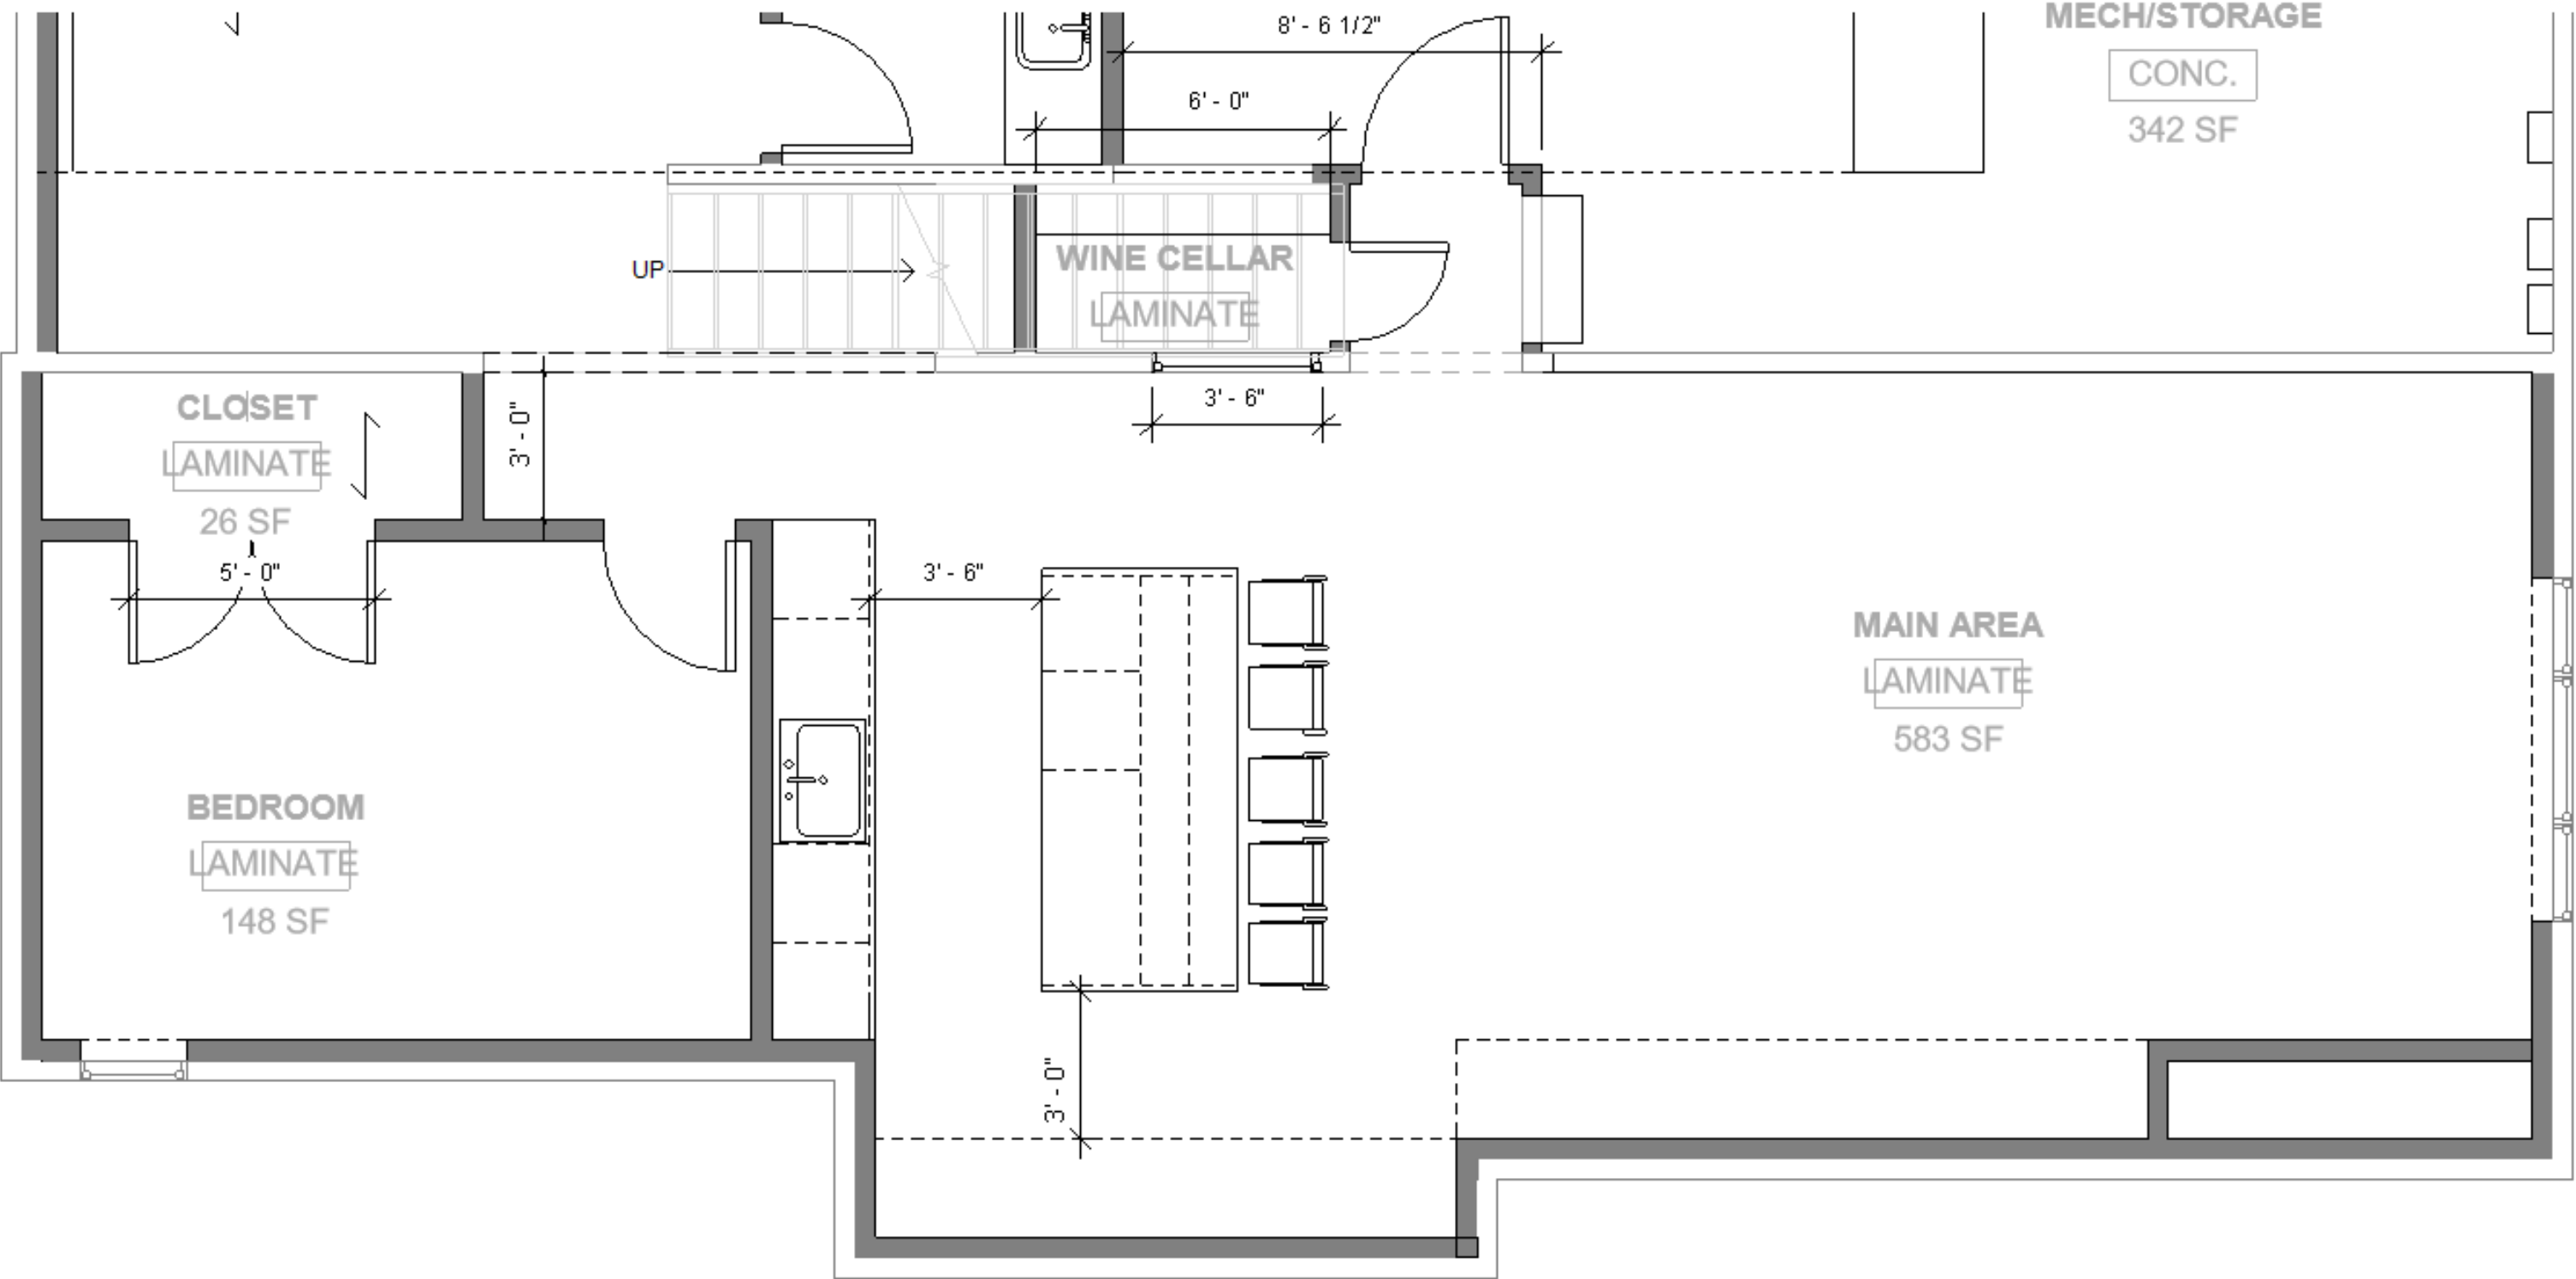 8' - 6 1/2"
MECH/STORAGE
CONC.
342 SF
6' - 0"
UP
WINE CELLAR
LAMINATE
3' - 6"
CLOSET
LAMINATE
26 SF
3' - 0"
5' - 0"
3' - 6"
MAIN AREA
LAMINATE
583 SF
BEDROOM
LAMINATE
148 SF
3' - 0"